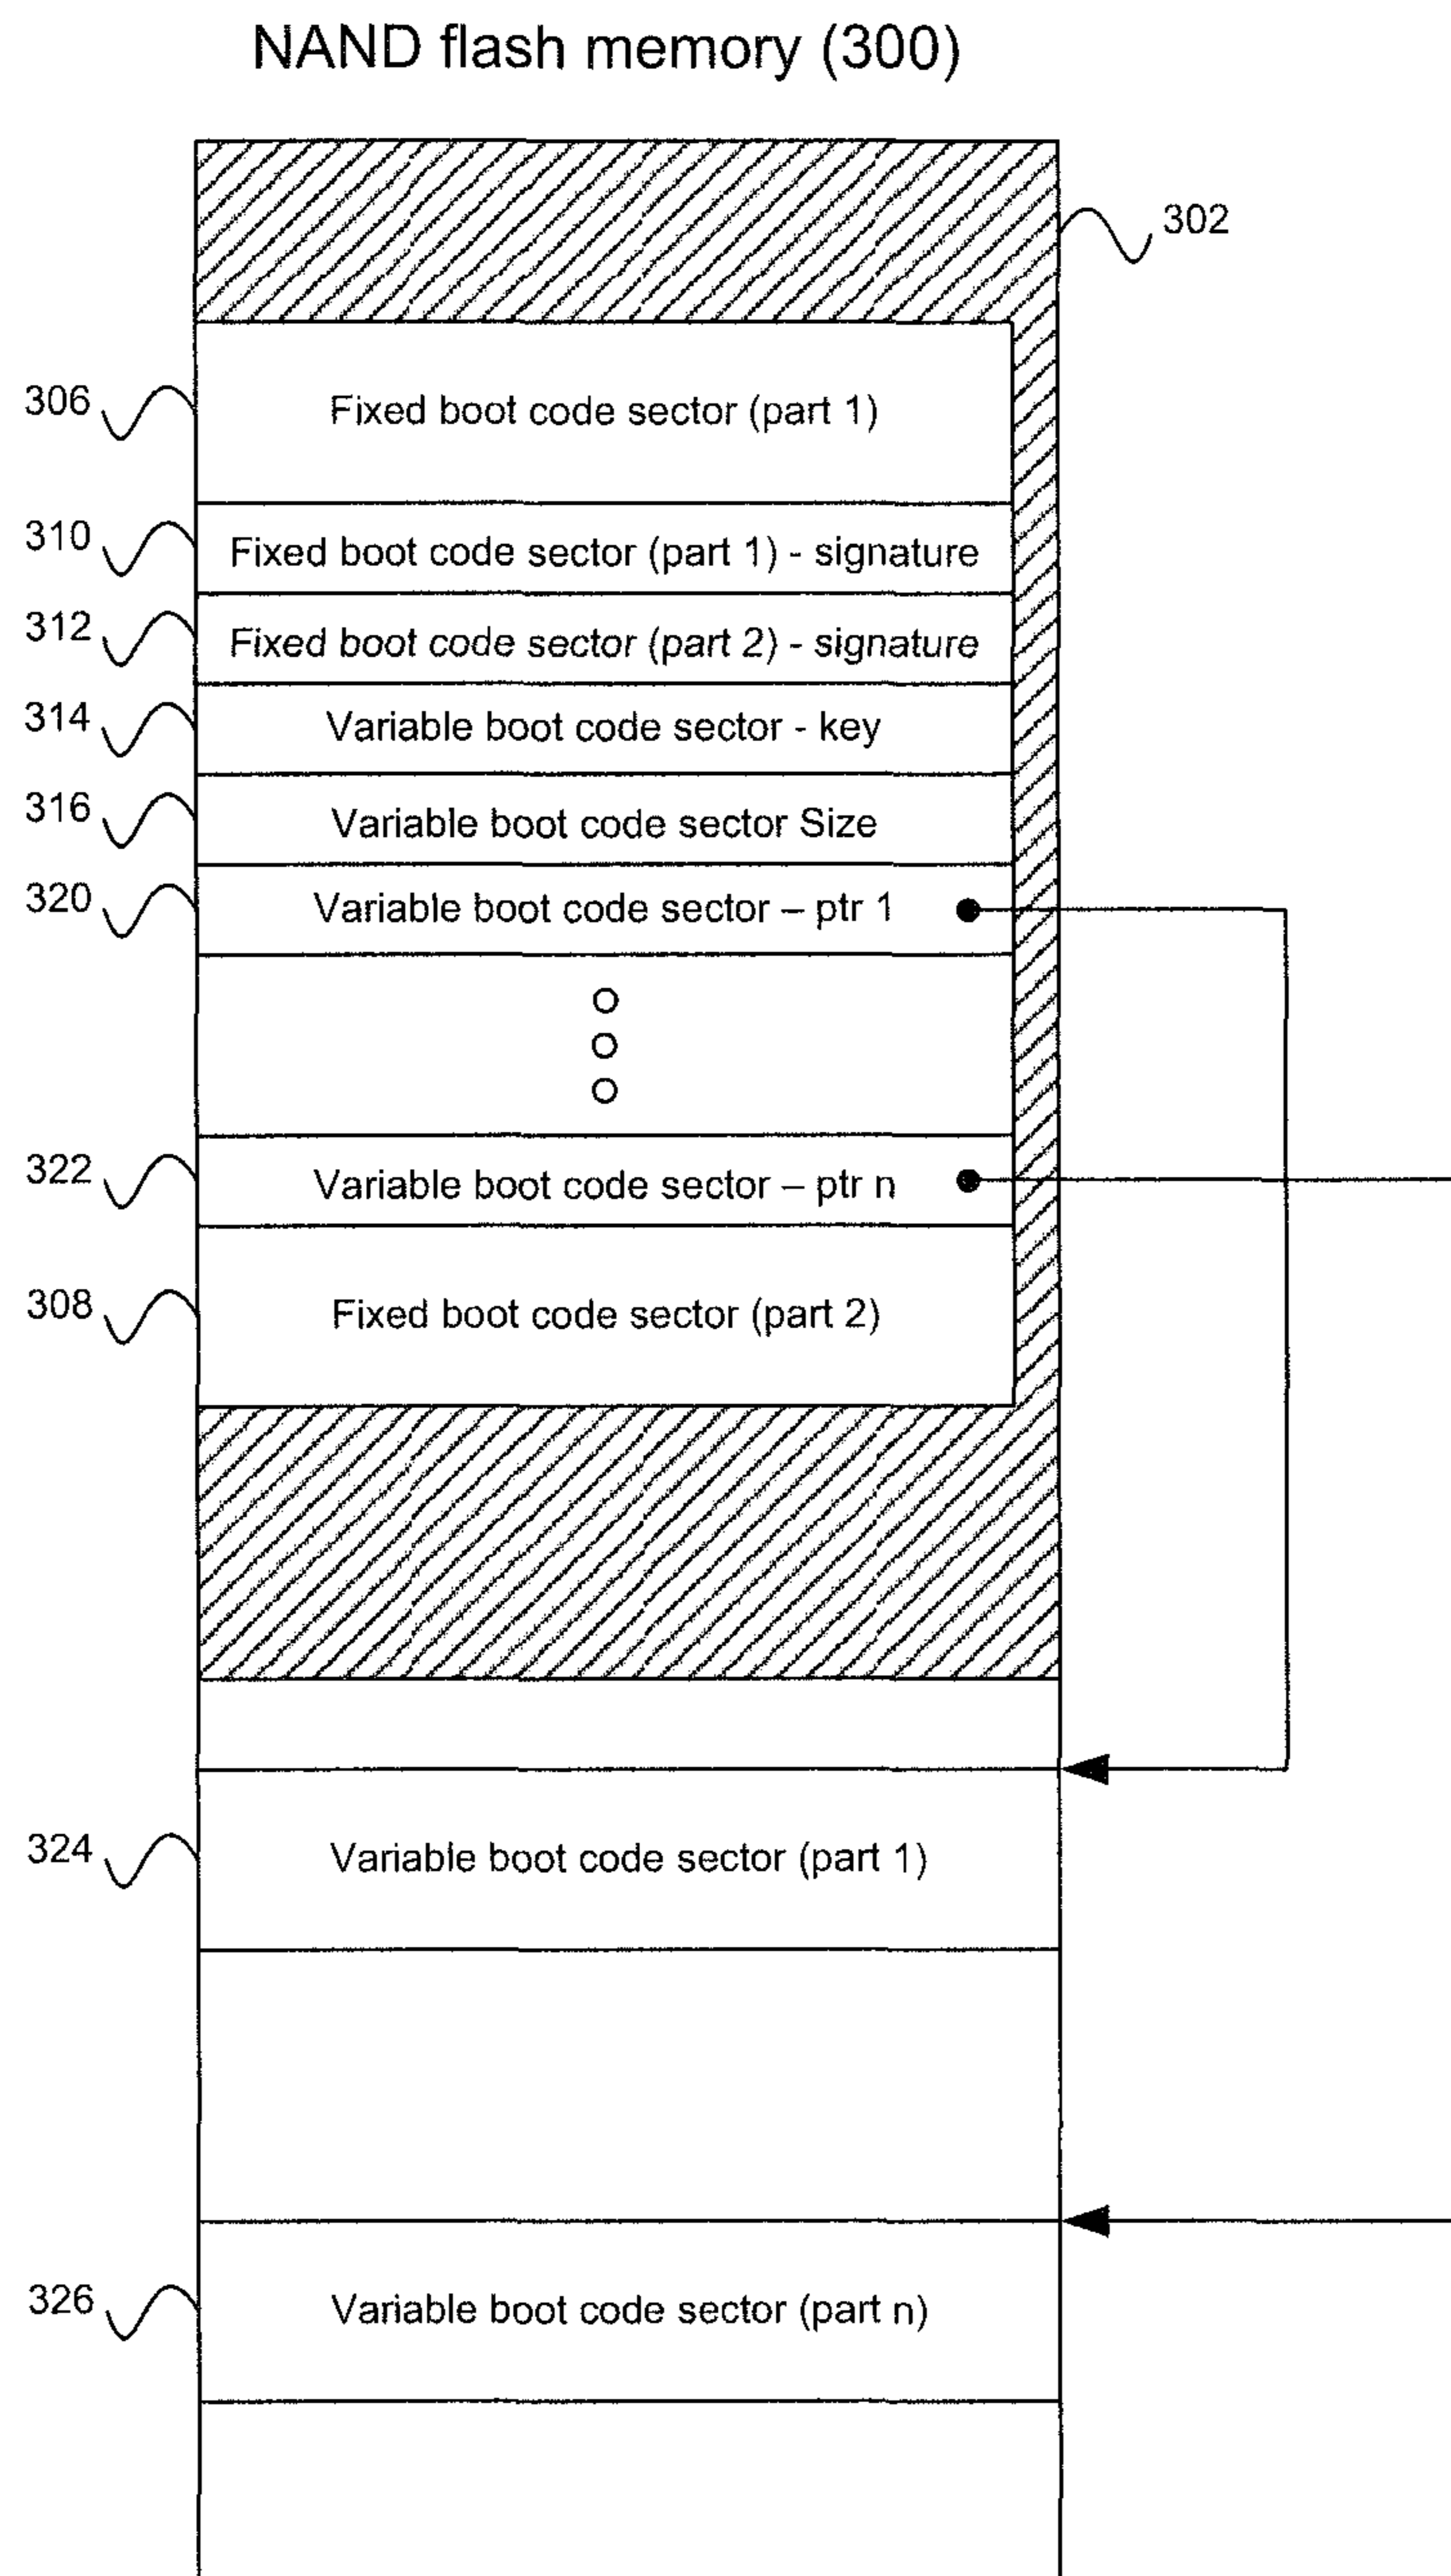 NAND flash memory (300)
302
306 Fixed boot code sector (part 1)
310 Fixed boot code sector (part 1) - signature
312 Fixed boot code sector (part 2) - signature
314 Variable boot code sector - key
316 Variable boot code sector Size
320 Variable boot code sector – ptr 1
322 Variable boot code sector – ptr n
308 Fixed boot code sector (part 2)
324 Variable boot code sector (part 1)
326 Variable boot code sector (part n)